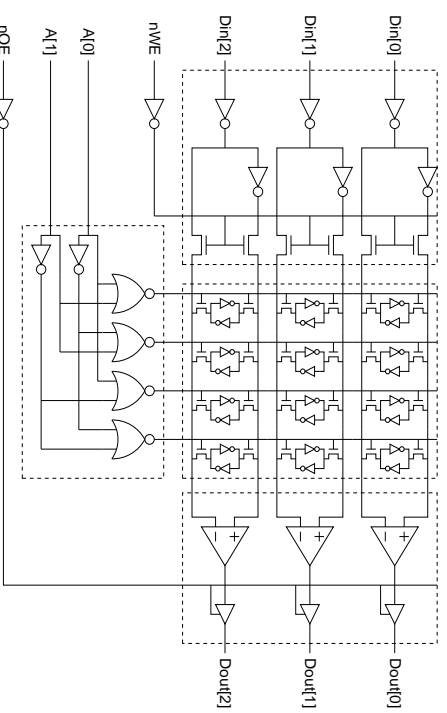 nOE
A[1]
A[0]
nWE
Din[2]
Din[1]
Din[0]
− +
− +
− +
Dout[2]
Dout[1]
Dout[0]